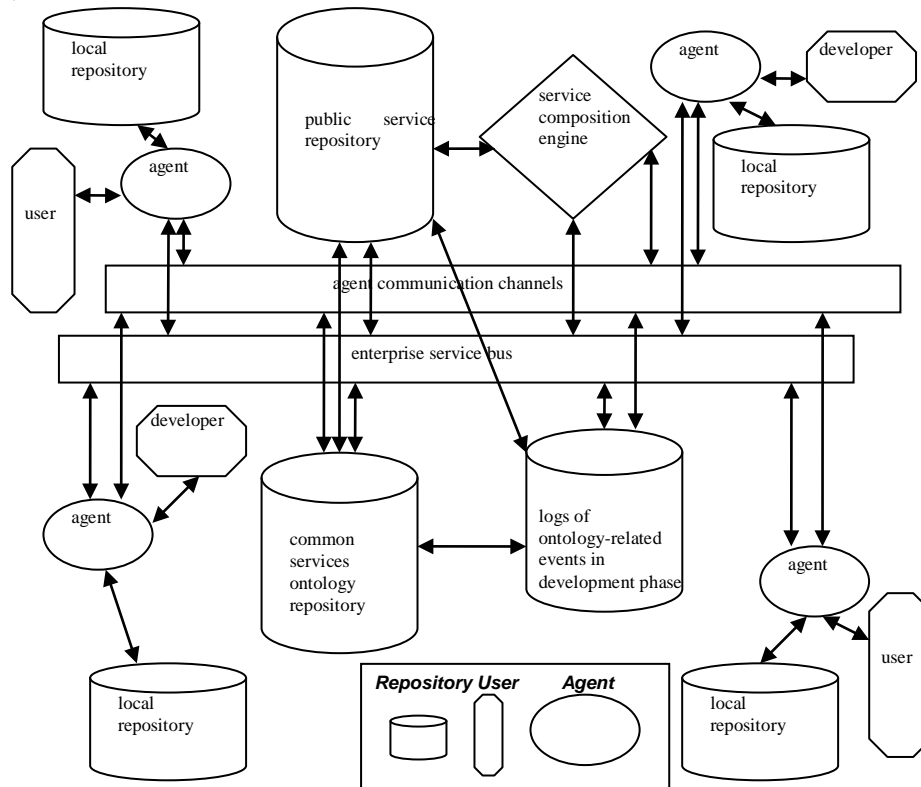 local
repository
agent
user
public service
repository
service
composition
engine
agent
developer
local
repository
agent communication channels
enterprise service bus
developer
agent
common
services
ontology
repository
logs of
ontology-related
events in
development phase
agent
user
local
repository
local
repository
Repository User Agent